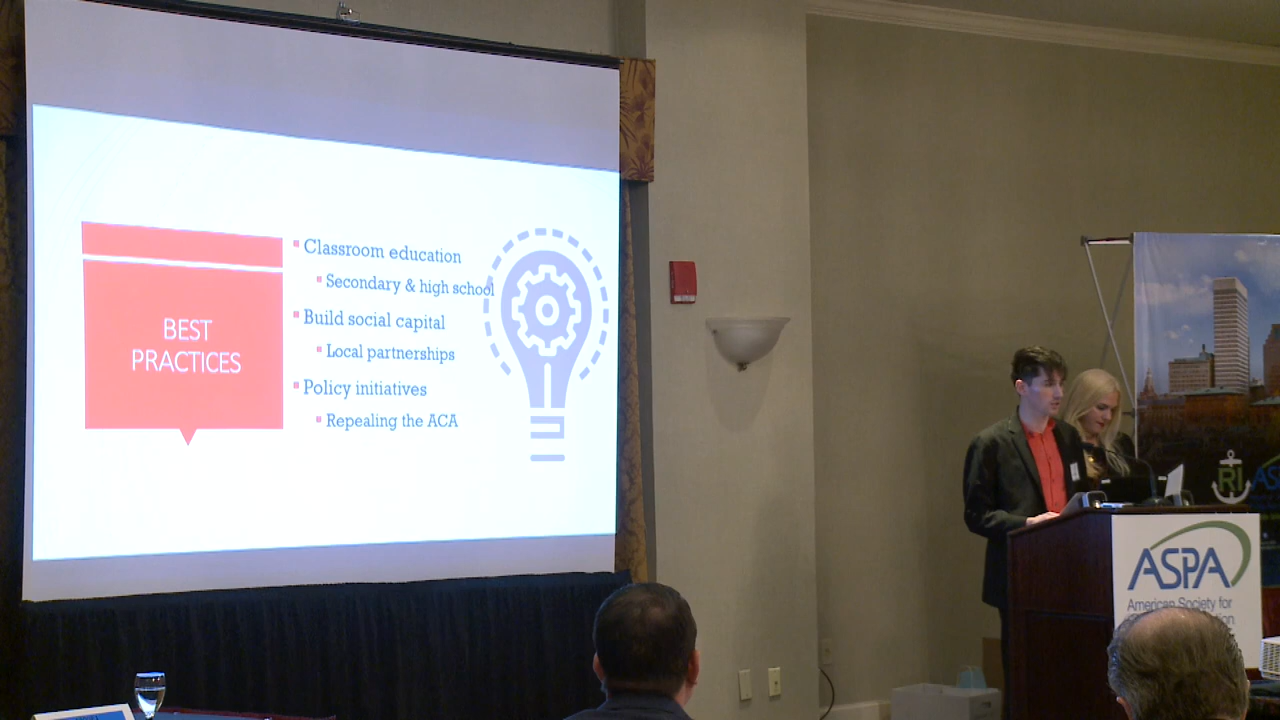 BEST
PRACTICES
Classroom education
Secondary & high school
Build social capital
Local partnerships
Policy initiatives
Repealing the ACA
RI
ASPA
American Society for